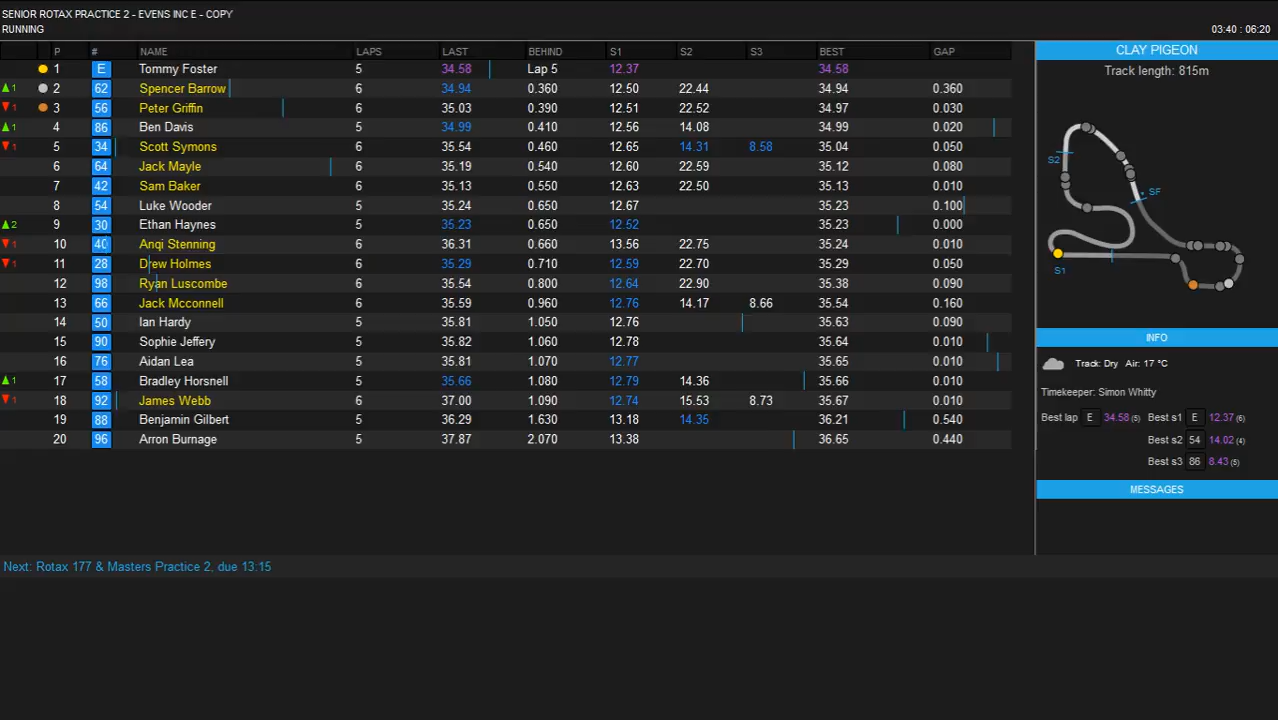 SENIOR ROTAX PRACTICE 2 - EVENS INC E - COPY
RUNNING
03:40 : 06:20
P # NAME LAPS LAST BEHIND S1 S2 S3 BEST GAP
1 E Tommy Foster 5 34.58 Lap 5 12.37 34.58
1 2 62 Spencer Barrow 6 34.94 0.360 12.50 22.44 34.94 0.360
1 3 56 Peter Griffin 6 35.03 0.390 12.51 22.52 34.97 0.030
1 4 86 Ben Davis 5 34.99 0.410 12.56 14.08 34.99 0.020
1 5 34 Scott Symons 6 35.54 0.460 12.65 14.31 8.58 35.04 0.050
6 64 Jack Mayle 6 35.19 0.540 12.60 22.59 35.12 0.080
7 42 Sam Baker 6 35.13 0.550 12.63 22.50 35.13 0.010
8 54 Luke Wooder 5 35.24 0.650 12.67 35.23 0.100
2 9 30 Ethan Haynes 5 35.23 0.650 12.52 35.23 0.000
1 10 40 Anqi Stenning 6 36.31 0.660 13.56 22.75 35.24 0.010
1 11 28 Drew Holmes 6 35.29 0.710 12.59 22.70 35.29 0.050
12 98 Ryan Luscombe 6 35.54 0.800 12.64 22.90 35.38 0.090
13 66 Jack Mcconnell 6 35.59 0.960 12.76 14.17 8.66 35.54 0.160
14 50 Ian Hardy 5 35.81 1.050 12.76 35.63 0.090
15 90 Sophie Jeffery 5 35.82 1.060 12.78 35.64 0.010
16 76 Aidan Lea 5 35.81 1.070 12.77 35.65 0.010
1 17 58 Bradley Horsnell 5 35.66 1.080 12.79 14.36 35.66 0.010
1 18 92 James Webb 6 37.00 1.090 12.74 15.53 8.73 35.67 0.010
19 88 Benjamin Gilbert 5 36.29 1.630 13.18 14.35 36.21 0.540
20 96 Arron Burnage 5 37.87 2.070 13.38 36.65 0.440
CLAY PIGEON
Track length: 815m
S2
SF
S1
INFO
Track: Dry Air: 17 °C
Timekeeper: Simon Whitty
Best lap E 34.58 (5) Best s1 E 12.37 (6)
Best s2 54 14.02 (4)
Best s3 86 8.43 (5)
MESSAGES
Next: Rotax 177 & Masters Practice 2, due 13:15